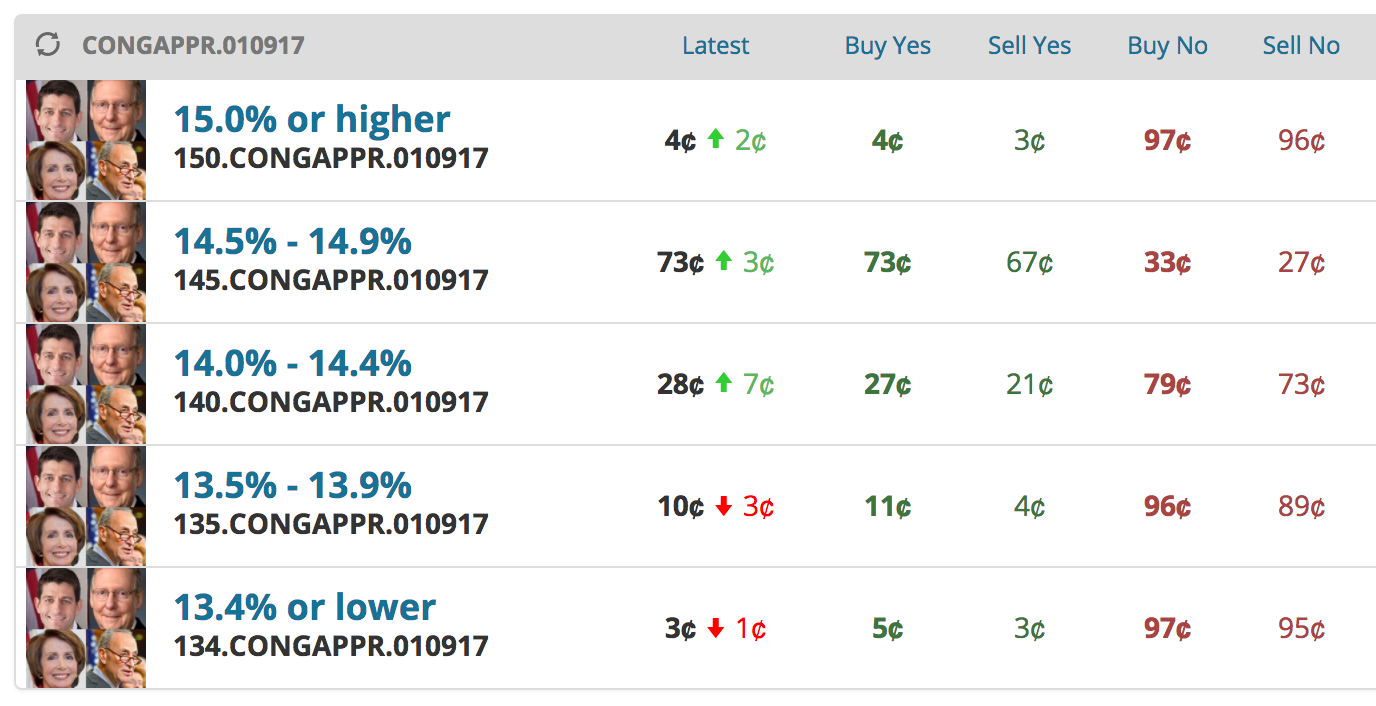 CONGAPPR.010917 Latest Buy Yes Sell Yes Buy No Sell No
15.0% or higher
150.CONGAPPR.010917
4¢ 2¢ 4¢ 3¢ 97¢ 96¢
14.5% - 14.9%
145.CONGAPPR.010917
73¢ 3¢ 73¢ 67¢ 33¢ 27¢
14.0% - 14.4%
140.CONGAPPR.010917
28¢ 7¢ 27¢ 21¢ 79¢ 73¢
13.5% - 13.9%
135.CONGAPPR.010917
10¢ 3¢ 11¢ 4¢ 96¢ 89¢
13.4% or lower
134.CONGAPPR.010917
3¢ 1¢ 5¢ 3¢ 97¢ 95¢